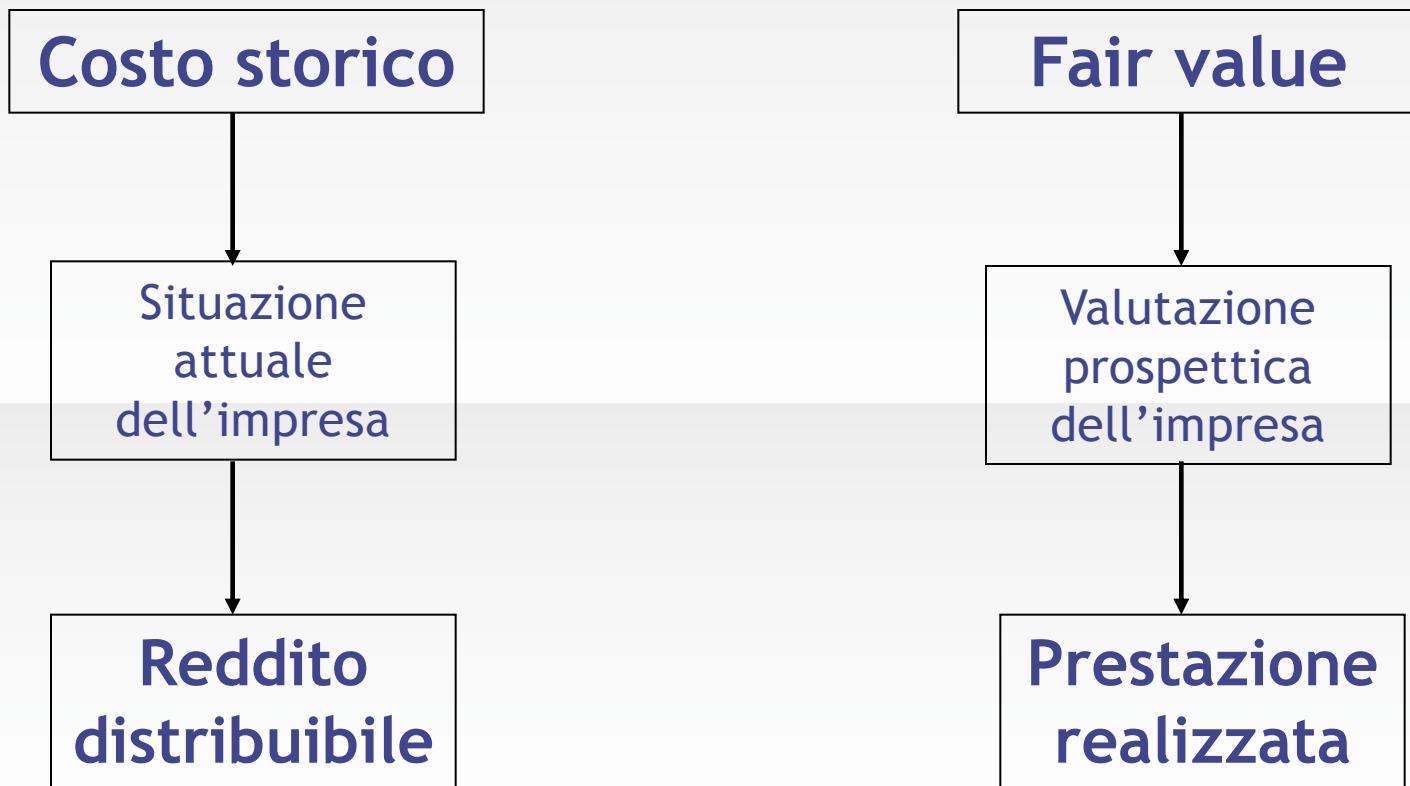 Costo storico
Fair value
Situazione
attuale
dell’impresa
Valutazione
prospettica
dell’impresa
Reddito
distribuibile
Prestazione
realizzata